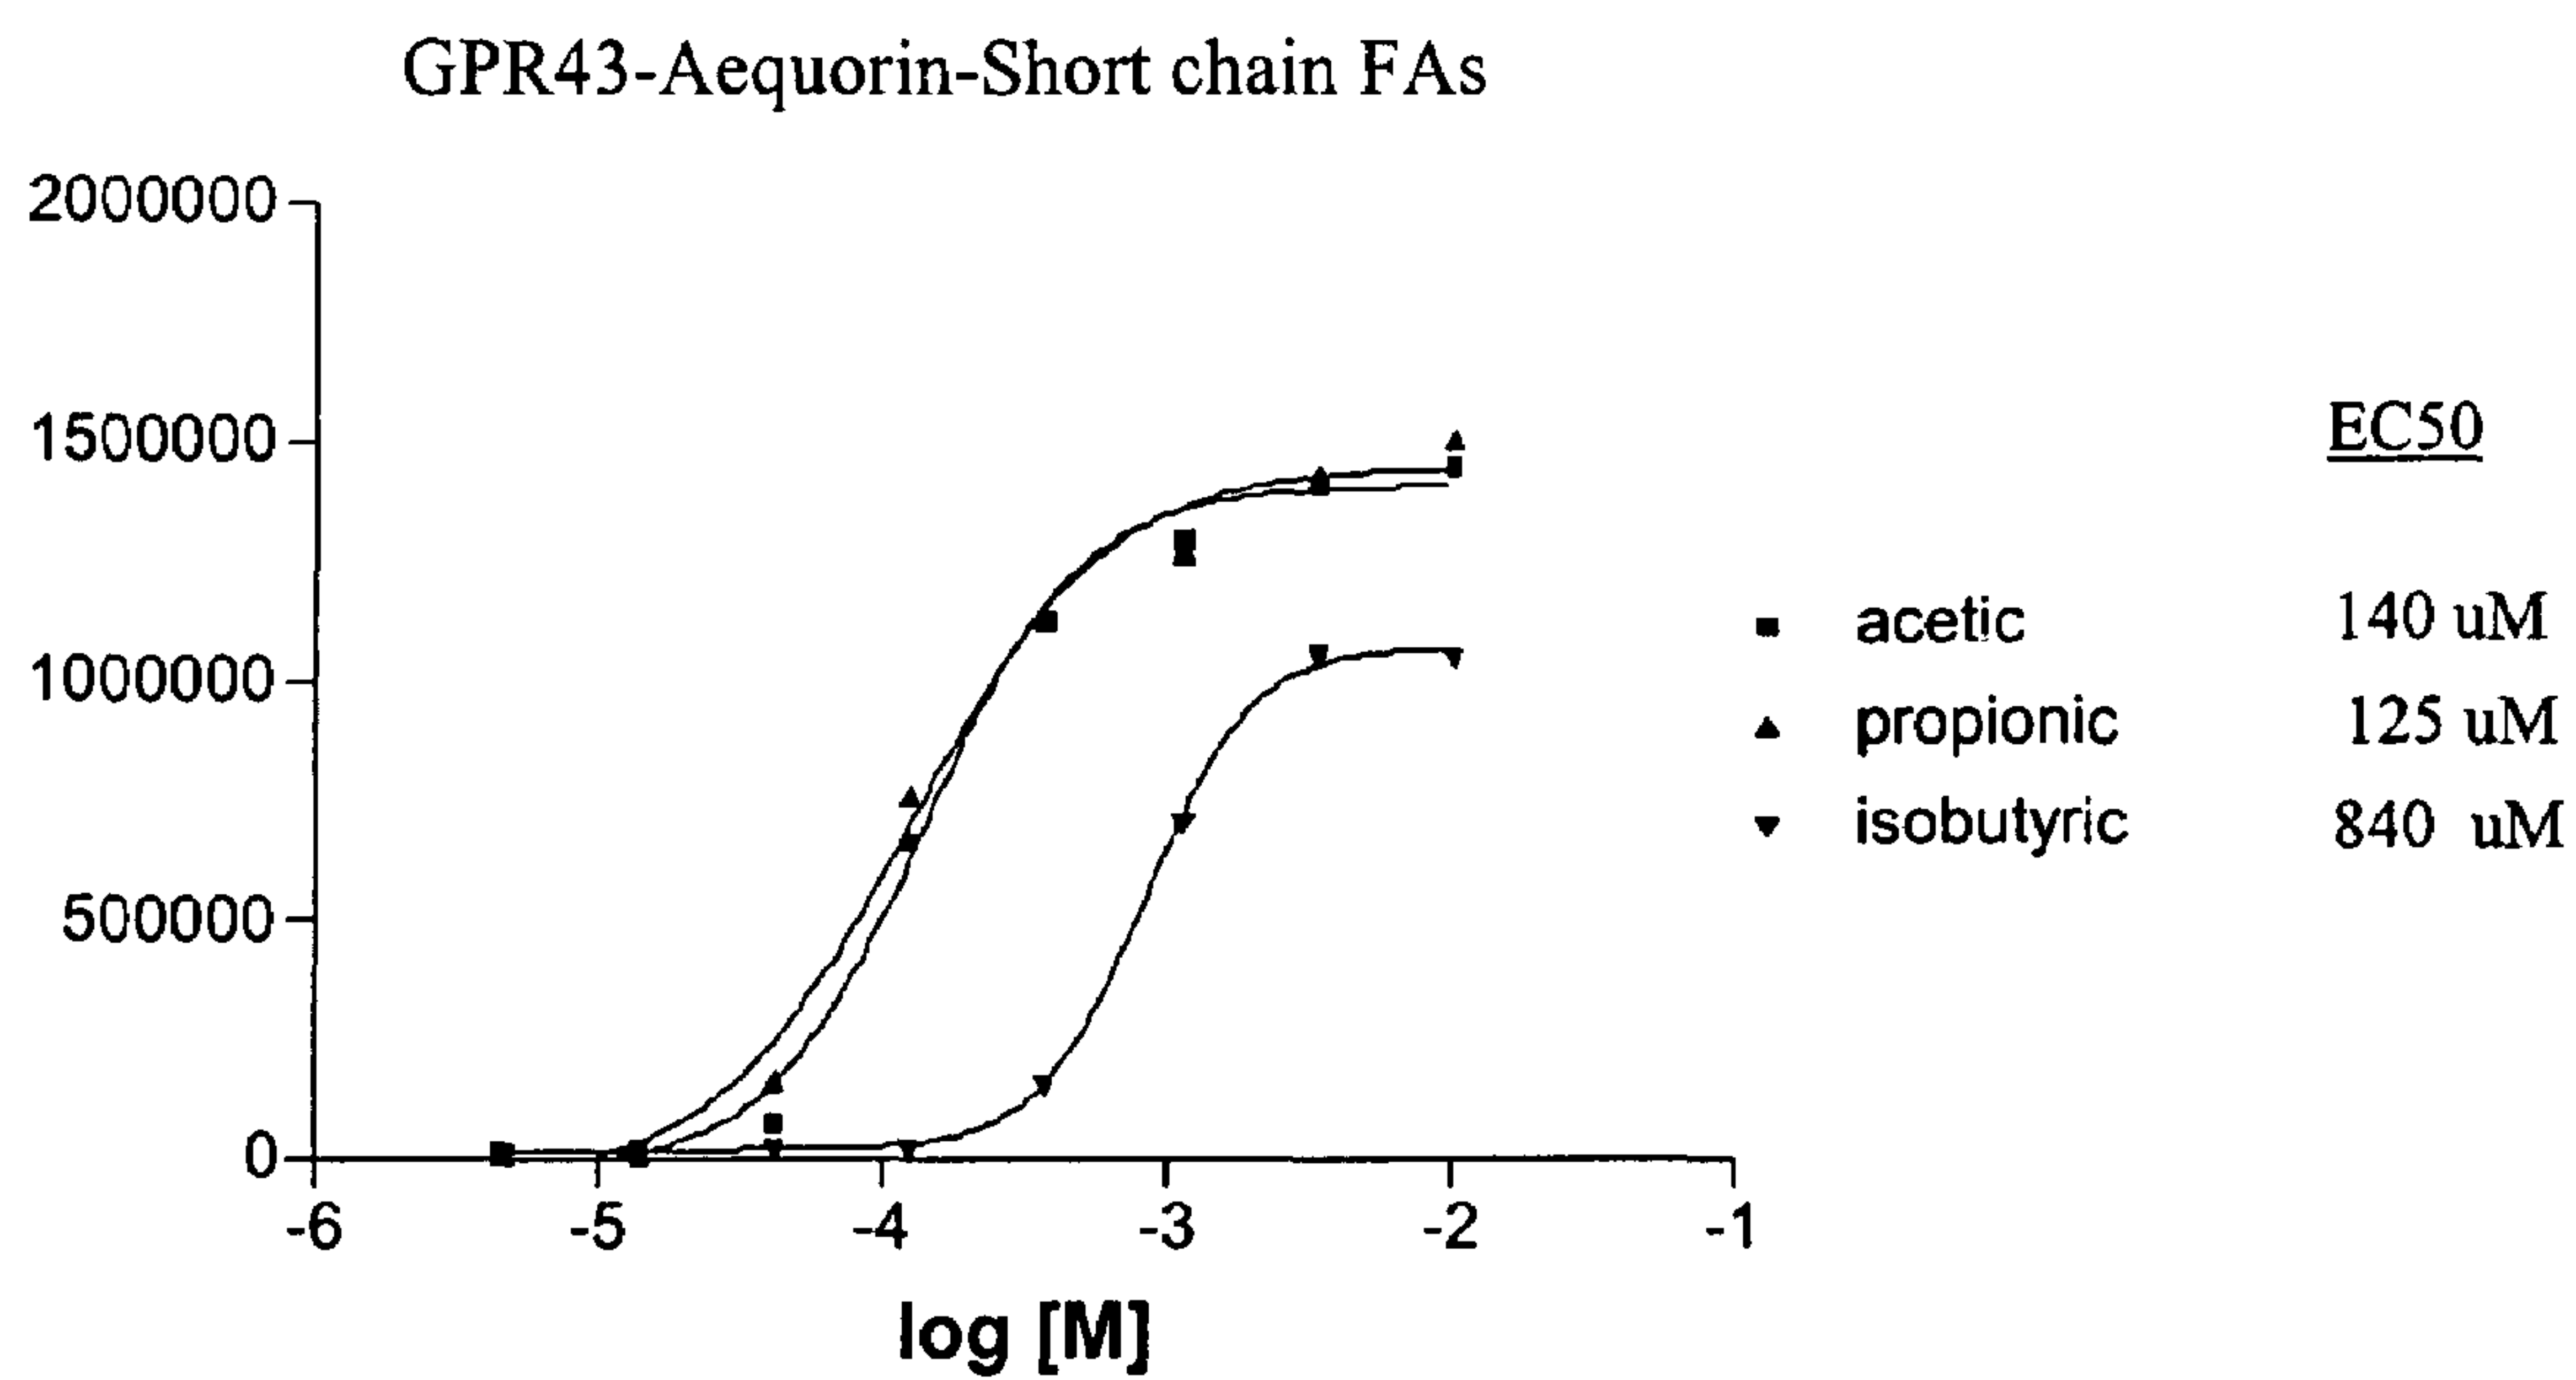 GPR43-Aequorin-Short chain FAs
2000000
1500000
1000000
500000
0
-6 -5 -4 -3 -2 -1
log [M]
EC50
acetic 140 uM
propionic 125 uM
isobutyric 840 uM